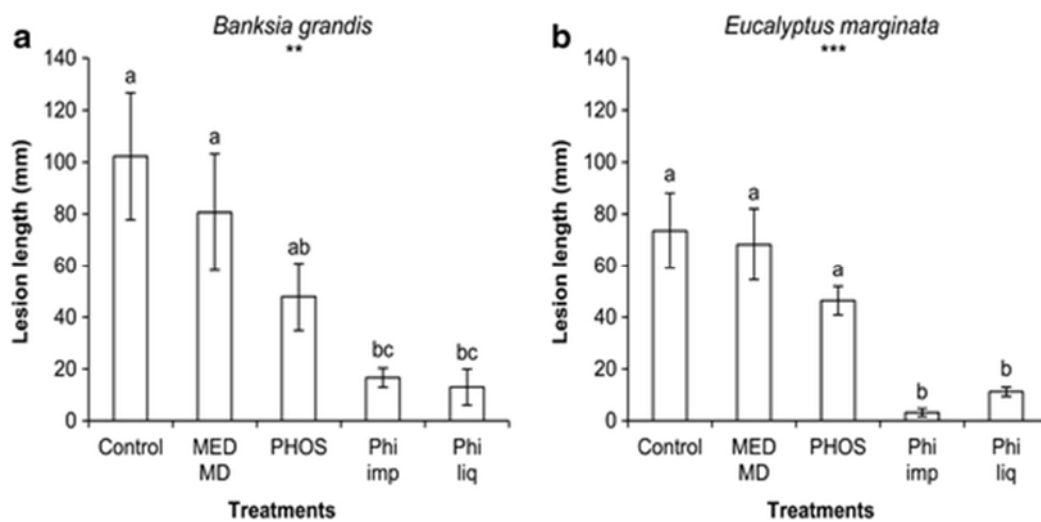 a
Banksia grandis
**
Lesion length (mm)
140
120
100
80
60
40
20
0
a
a
ab
bc
bc
Control
MED MD
PHOS
Phi imp
Phi liq
Treatments
b
Eucalyptus marginata
***
Lesion length (mm)
140
120
100
80
60
40
20
0
a
a
a
b
b
Control
MED MD
PHOS
Phi imp
Phi liq
Treatments